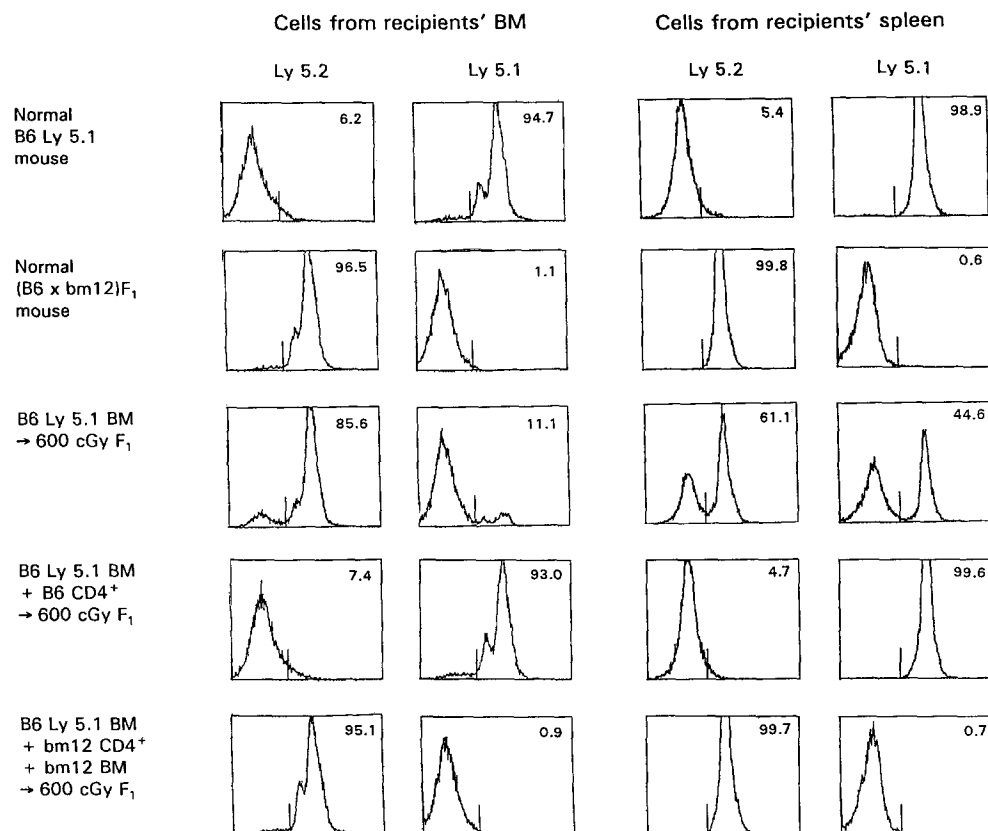 Cells from recipients' BM Cells from recipients' spleen
Ly 5.2 Ly 5.1 Ly 5.2 Ly 5.1
Normal
B6 Ly 5.1
mouse
6.2 94.7 5.4 98.9
Normal
(B6 x bm12)F₁
mouse
96.5 1.1 99.8 0.6
B6 Ly 5.1 BM
→ 600 cGy F₁
85.6 11.1 61.1 44.6
B6 Ly 5.1 BM
+ B6 CD4⁺
→ 600 cGy F₁
7.4 93.0 4.7 99.6
B6 Ly 5.1 BM
+ bm12 CD4⁺
+ bm12 BM
→ 600 cGy F₁
95.1 0.9 99.7 0.7